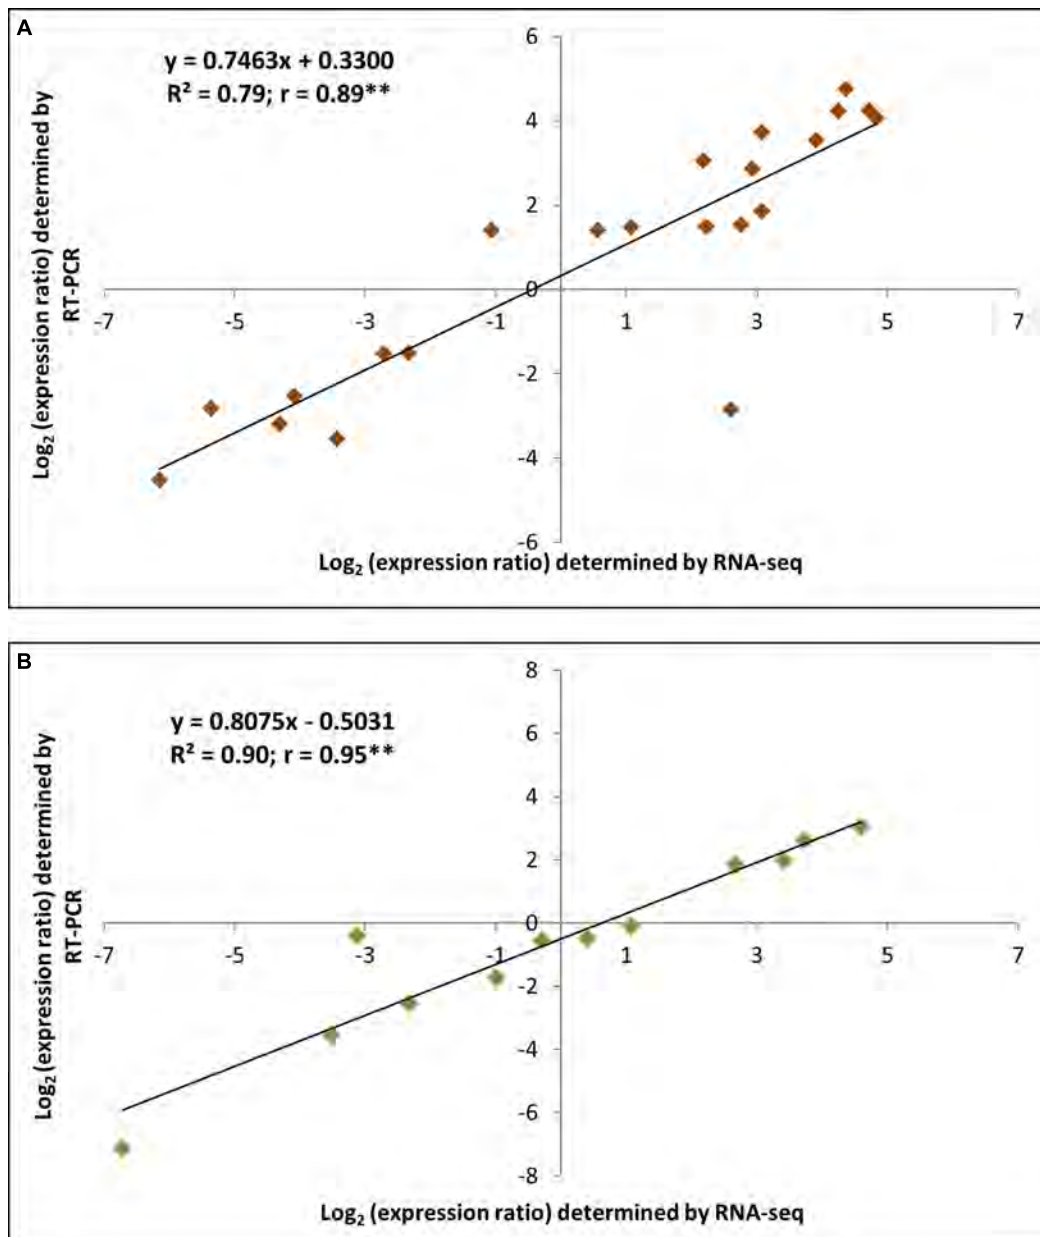 A
y = 0.7463x + 0.3300
R² = 0.79; r = 0.89**
Log₂ (expression ratio) determined by
RT-PCR
6
4
2
0
-2
-4
-6
-7 -5 -3 -1 1 3 5 7
Log₂ (expression ratio) determined by RNA-seq
B
y = 0.8075x - 0.5031
R² = 0.90; r = 0.95**
Log₂ (expression ratio) determined by
RT-PCR
8
6
4
2
0
-2
-4
-6
-8
-7 -5 -3 -1 1 3 5 7
Log₂ (expression ratio) determined by RNA-seq